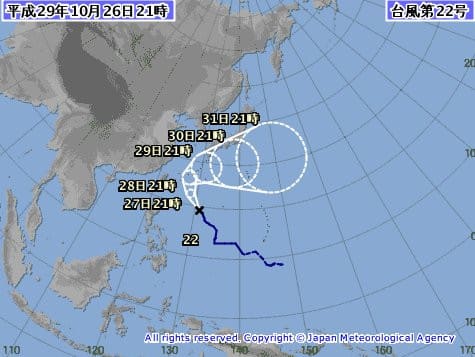 平成29年10月26日21時
台風第22号
31日21時
30日21時
29日21時
28日21時
27日21時
22
20
10
110
120
130
140
150
All rights reserved. Copyright © Japan Meteorological Agency